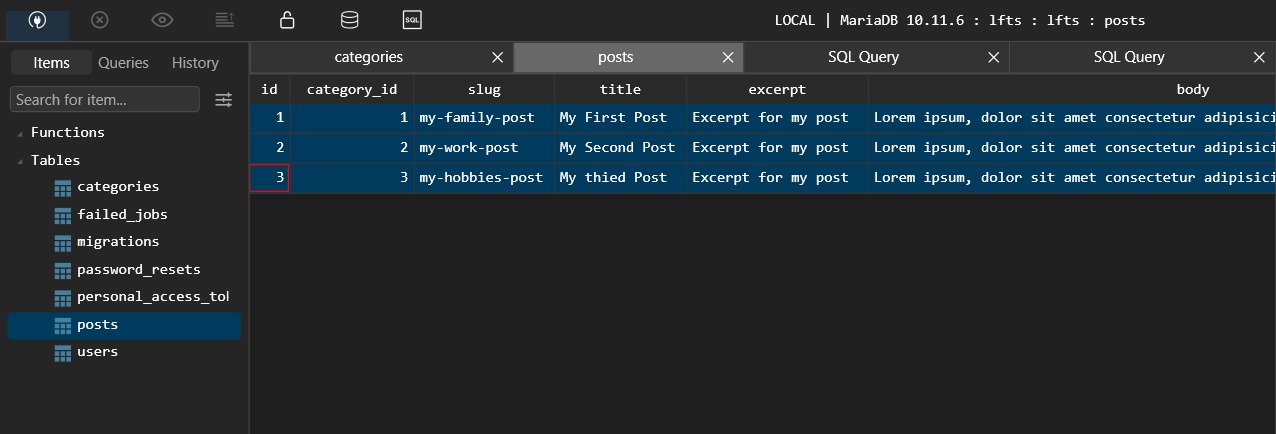 SQL LOCAL | MariaDB 10.11.6 : lfts : lfts : posts
Items Queries History
categories posts SQL Query SQL Query
Search for item...
id category_id slug title excerpt body
1 1 my-family-post My First Post Excerpt for my post Lorem ipsum, dolor sit amet consectetur adipisici
2 2 my-work-post My Second Post Excerpt for my post Lorem ipsum, dolor sit amet consectetur adipisici
3 3 my-hobbies-post My thied Post Excerpt for my post Lorem ipsum, dolor sit amet consectetur adipisici
Functions
Tables
categories
failed_jobs
migrations
password_resets
personal_access_to
posts
users